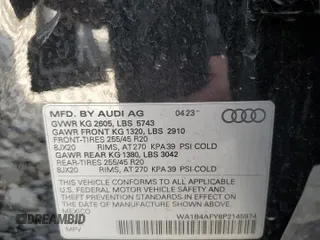 MFD. BY AUDI AG 04.23
GVWR KG 2605, LBS 5743
GAWR FRONT KG 1320, LBS 2910
FRONT-TIRES 255/45 R20
8JX20 RIMS, AT 270 KPA39 PSI-COLD
GAWR REAR KG 1380, LBS 3042
REAR-TIRES 255/45 R20
8JX20 RIMS, AT 270 KPA39 PSI-COLD
THIS VEHICLE CONFORMS TO ALL APPLICABLE
U.S. FEDERAL MOTOR VEHICLE SAFETY AND
THEFT PREVENTION STANDARDS IN EFFECT
ON THE DATE OF MANUFACTURE SHOWN ABOVE.
MEXICO WA1B4AFY8P2145974
MPV